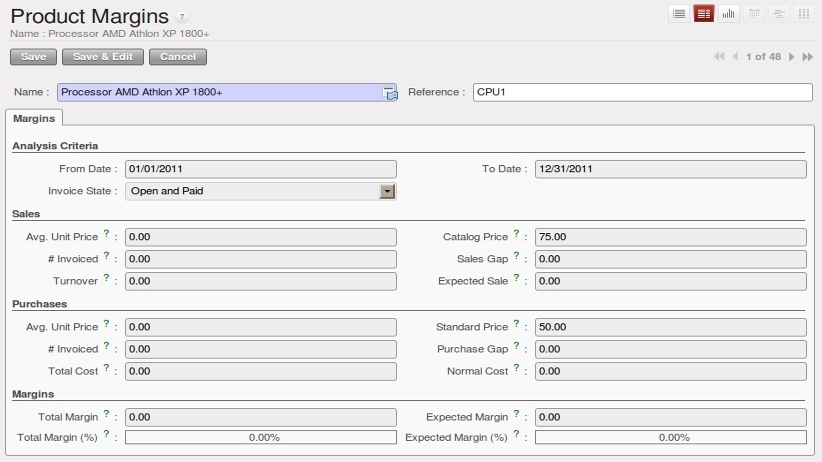 Product Margins ?
Name : Processor AMD Athlon XP 1800+
Save Save & Edit Cancel 1 of 48
Name : Processor AMD Athlon XP 1800+ Reference : CPU1
Margins
Analysis Criteria
From Date : 01/01/2011 To Date : 12/31/2011
Invoice State : Open and Paid
Sales
Avg. Unit Price ? : 0.00 Catalog Price ? : 75.00
# Invoiced ? : 0.00 Sales Gap ? : 0.00
Turnover ? : 0.00 Expected Sale ? : 0.00
Purchases
Avg. Unit Price ? : 0.00 Standard Price ? : 50.00
# Invoiced ? : 0.00 Purchase Gap ? : 0.00
Total Cost ? : 0.00 Normal Cost ? : 0.00
Margins
Total Margin ? : 0.00 Expected Margin ? : 0.00
Total Margin (%) ? : 0.00% Expected Margin (%) ? : 0.00%